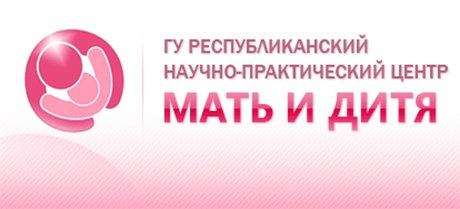 ГУ РЕСПУБЛИКАНСКИЙ
НАУЧНО-ПРАКТИЧЕСКИЙ ЦЕНТР
МАТЬ И ДИТЯ